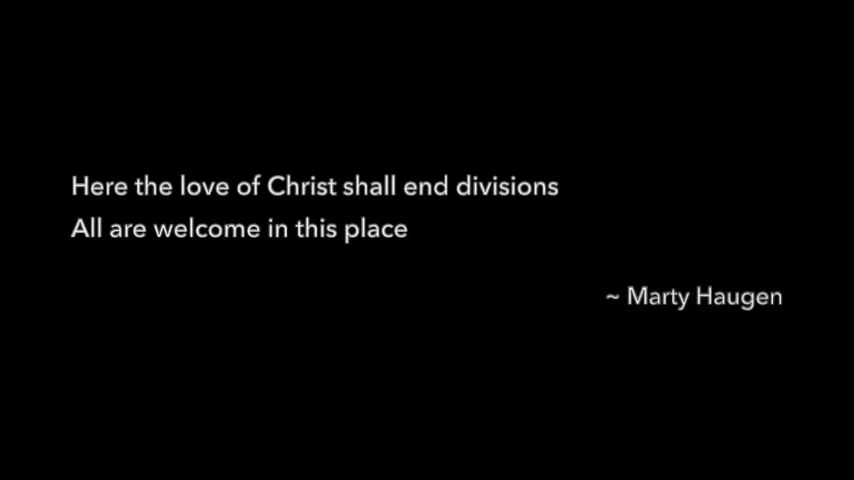 Here the love of Christ shall end divisions
All are welcome in this place
~ Marty Haugen